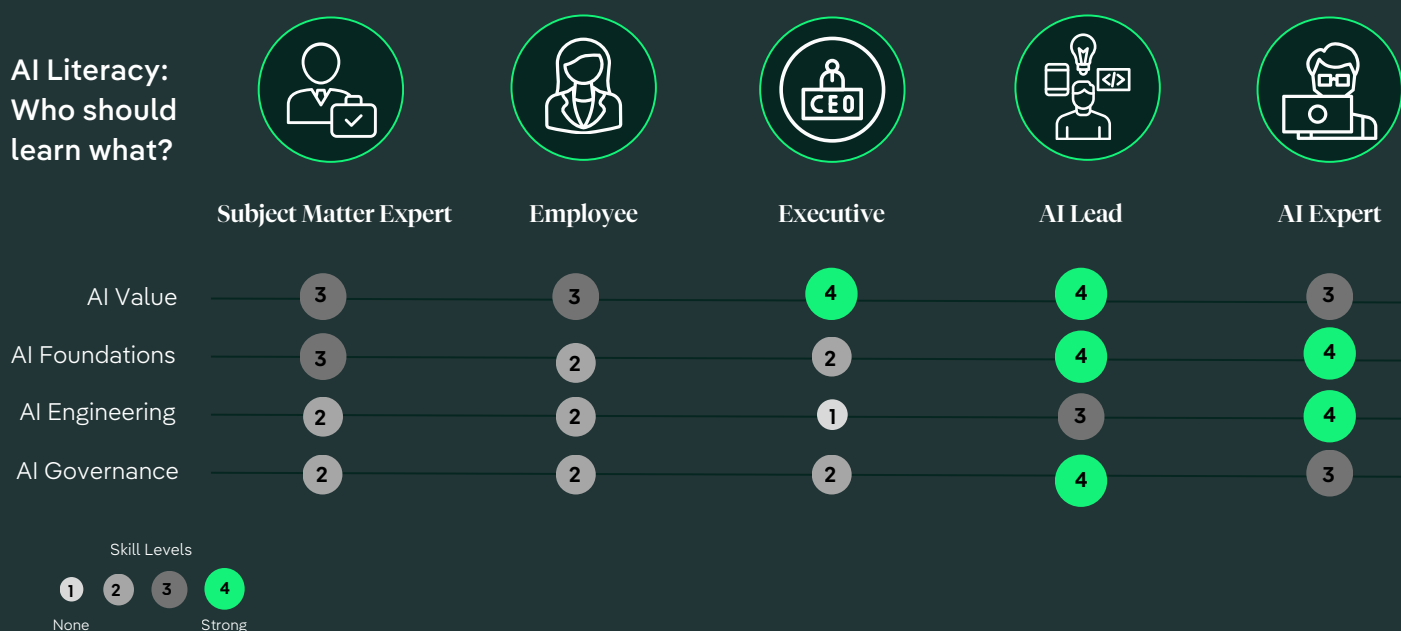 AI Literacy:
Who should
learn what?
CEO
</>
Subject Matter Expert Employee Executive AI Lead AI Expert
AI Value 3 3 4 4 3
AI Foundations 3 2 2 4 4
AI Engineering 2 2 1 3 4
AI Governance 2 2 2 4 3
Skill Levels
1 2 3 4
None Strong